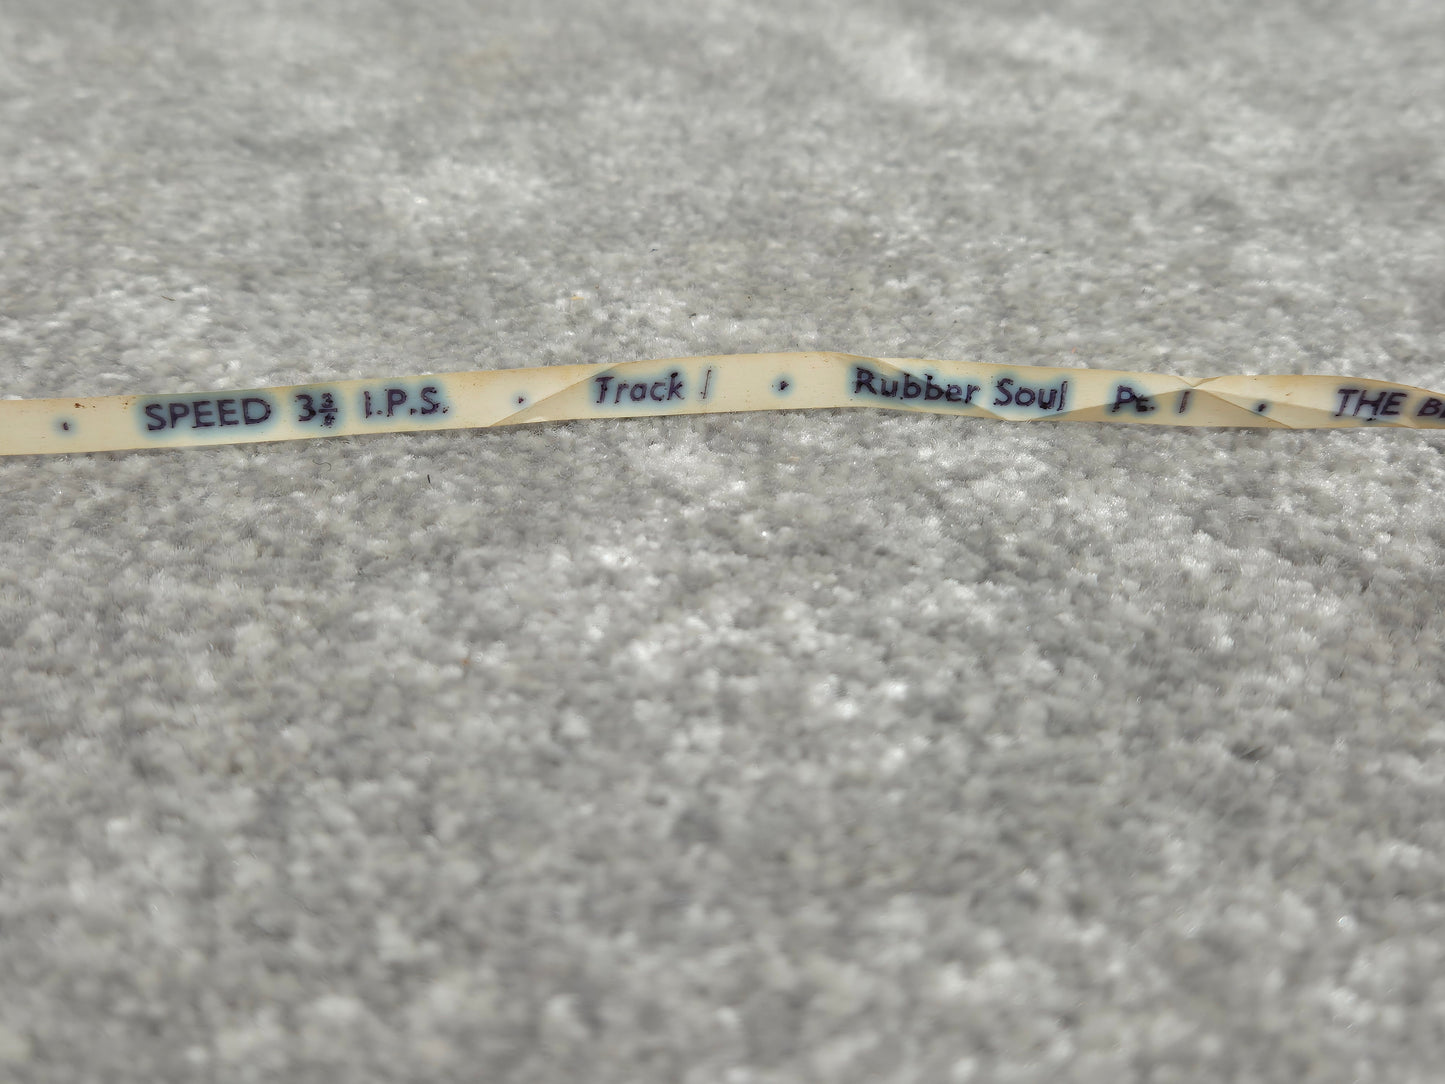 • SPEED 3¾ I.P.S. • Track 1 • Rubber Soul Pt. 1 • THE B